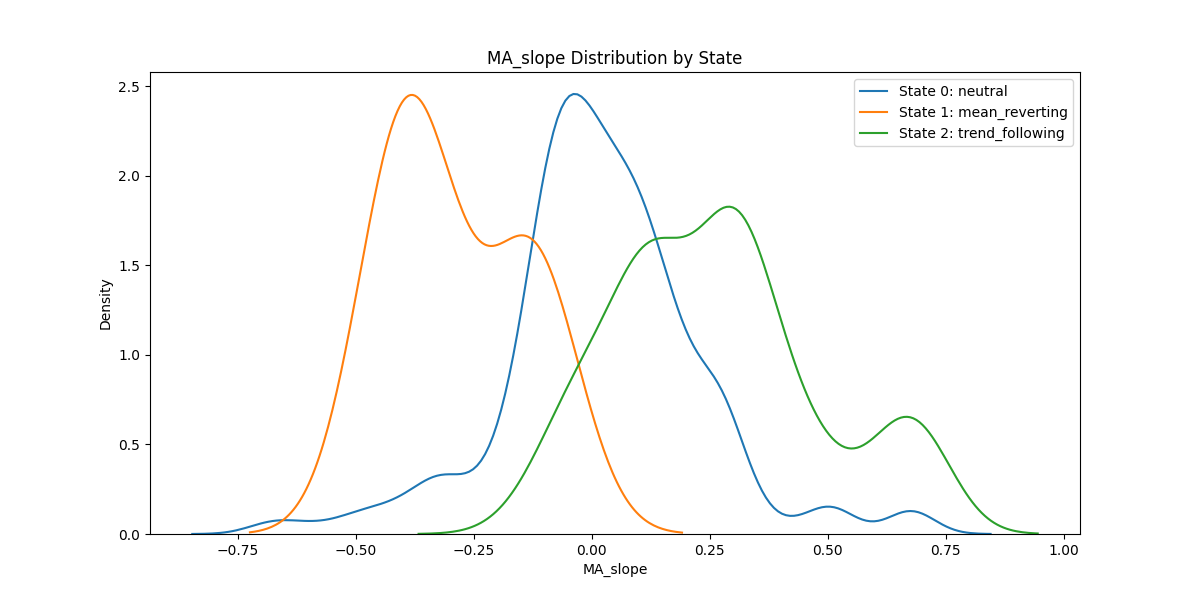 MA_slope Distribution by State
State 0: neutral
State 1: mean_reverting
State 2: trend_following
Density
2.5
2.0
1.5
1.0
0.5
0.0
−0.75 −0.50 −0.25 0.00 0.25 0.50 0.75 1.00
MA_slope